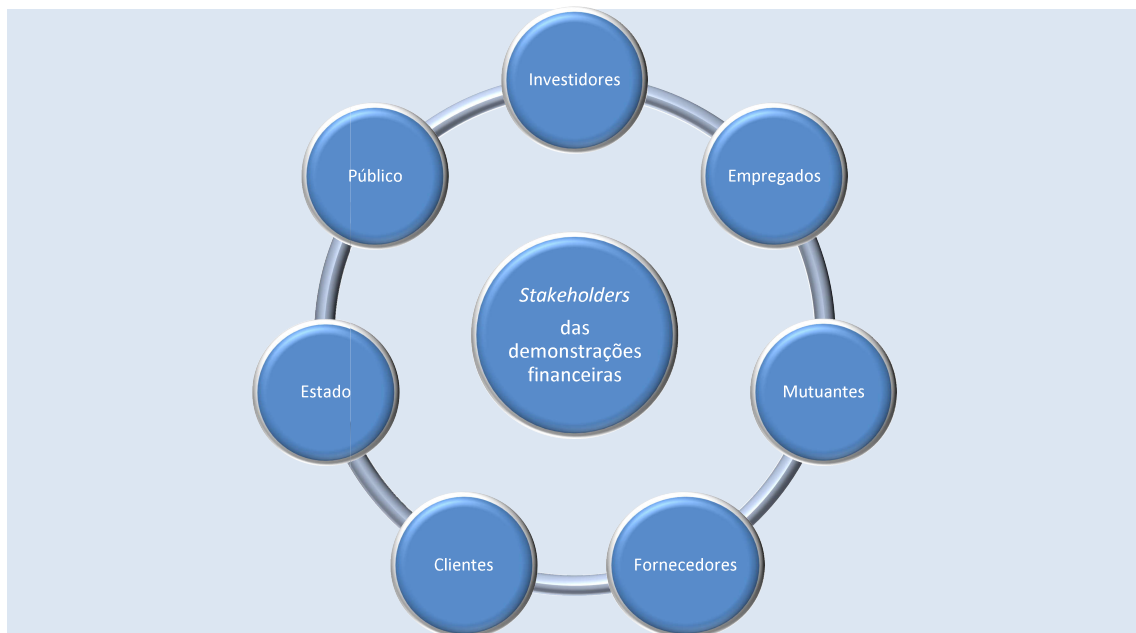 Investidores
Público
Empregados
Stakeholders
das
demonstrações
financeiras
Estado
Mutuantes
Clientes
Fornecedores